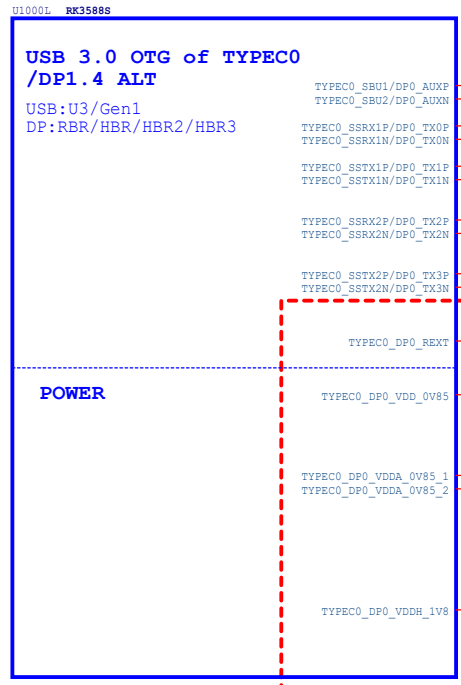 U1000L RK3588S
USB 3.0 OTG of TYPEC0
/DP1.4 ALT
USB:U3/Gen1
DP:RBR/HBR/HBR2/HBR3
TYPEC0_SBU1/DP0_AUXP
TYPEC0_SBU2/DP0_AUXN
TYPEC0_SSRX1P/DP0_TX0P
TYPEC0_SSRX1N/DP0_TX0N
TYPEC0_SSTX1P/DP0_TX1P
TYPEC0_SSTX1N/DP0_TX1N
TYPEC0_SSRX2P/DP0_TX2P
TYPEC0_SSRX2N/DP0_TX2N
TYPEC0_SSTX2P/DP0_TX3P
TYPEC0_SSTX2N/DP0_TX3N
TYPEC0_DP0_REXT
POWER
TYPEC0_DP0_VDD_0V85
TYPEC0_DP0_VDDA_0V85_1
TYPEC0_DP0_VDDA_0V85_2
TYPEC0_DP0_VDDH_1V8